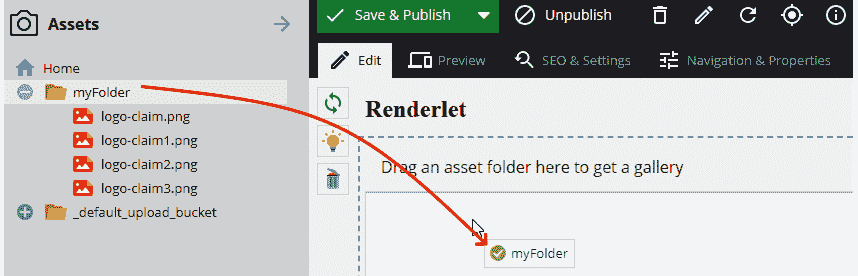 Assets
Home
myFolder
logo-claim.png
logo-claim1.png
logo-claim2.png
logo-claim3.png
_default_upload_bucket
Save & Publish
Unpublish
Edit
Preview
SEO & Settings
Navigation & Properties
Renderlet
Drag an asset folder here to get a gallery
myFolder